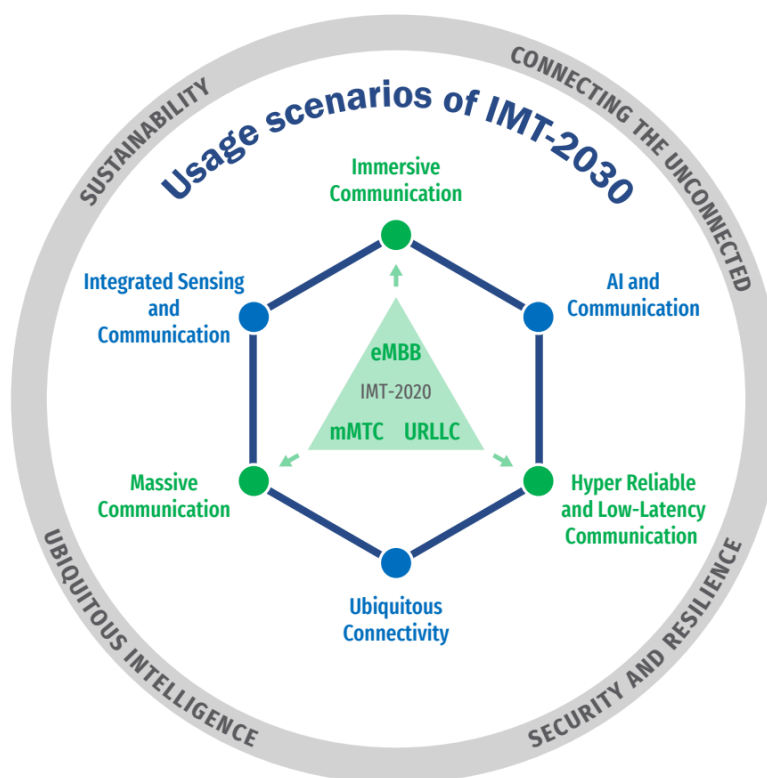 SUSTAINABILITY
CONNECTING THE UNCONNECTED
Usage scenarios of IMT-2030
Immersive
Communication
Integrated Sensing
and
Communication
AI and
Communication
eMBB
IMT-2020
mMTC URLLC
Massive
Communication
Hyper Reliable
and Low-Latency
Communication
Ubiquitous
Connectivity
UBIQUITOUS INTELLIGENCE
SECURITY AND RESILIENCE